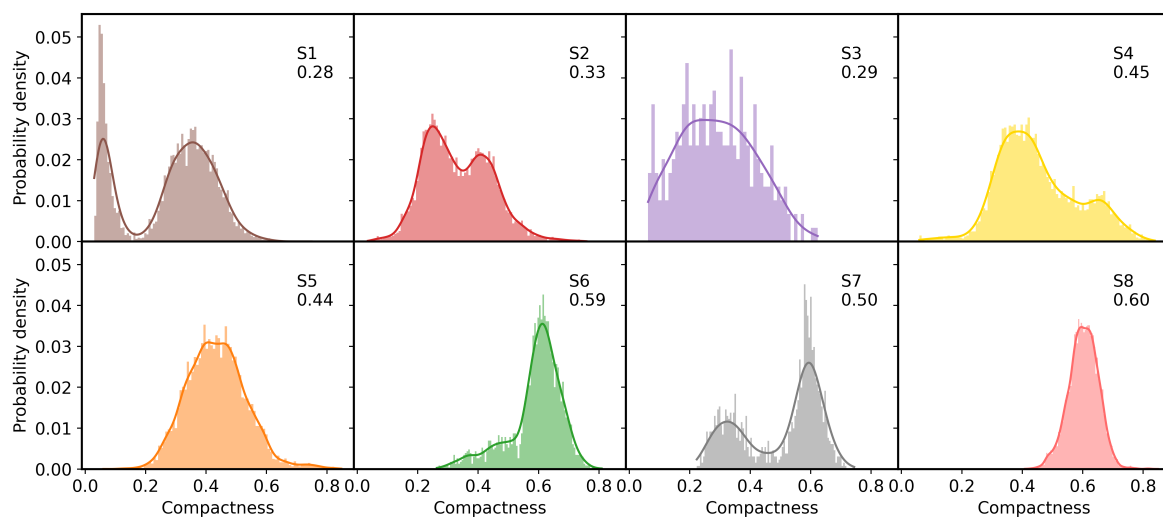 Probability density
0.05
0.04
0.03
0.02
0.01
0.00
S1
0.28
S2
0.33
S3
0.29
S4
0.45
Probability density
0.05
0.04
0.03
0.02
0.01
0.00
S5
0.44
S6
0.59
S7
0.50
S8
0.60
0.0 0.2 0.4 0.6 0.8 0.0 0.2 0.4 0.6 0.8 0.0 0.2 0.4 0.6 0.8 0.0 0.2 0.4 0.6 0.8
Compactness Compactness Compactness Compactness